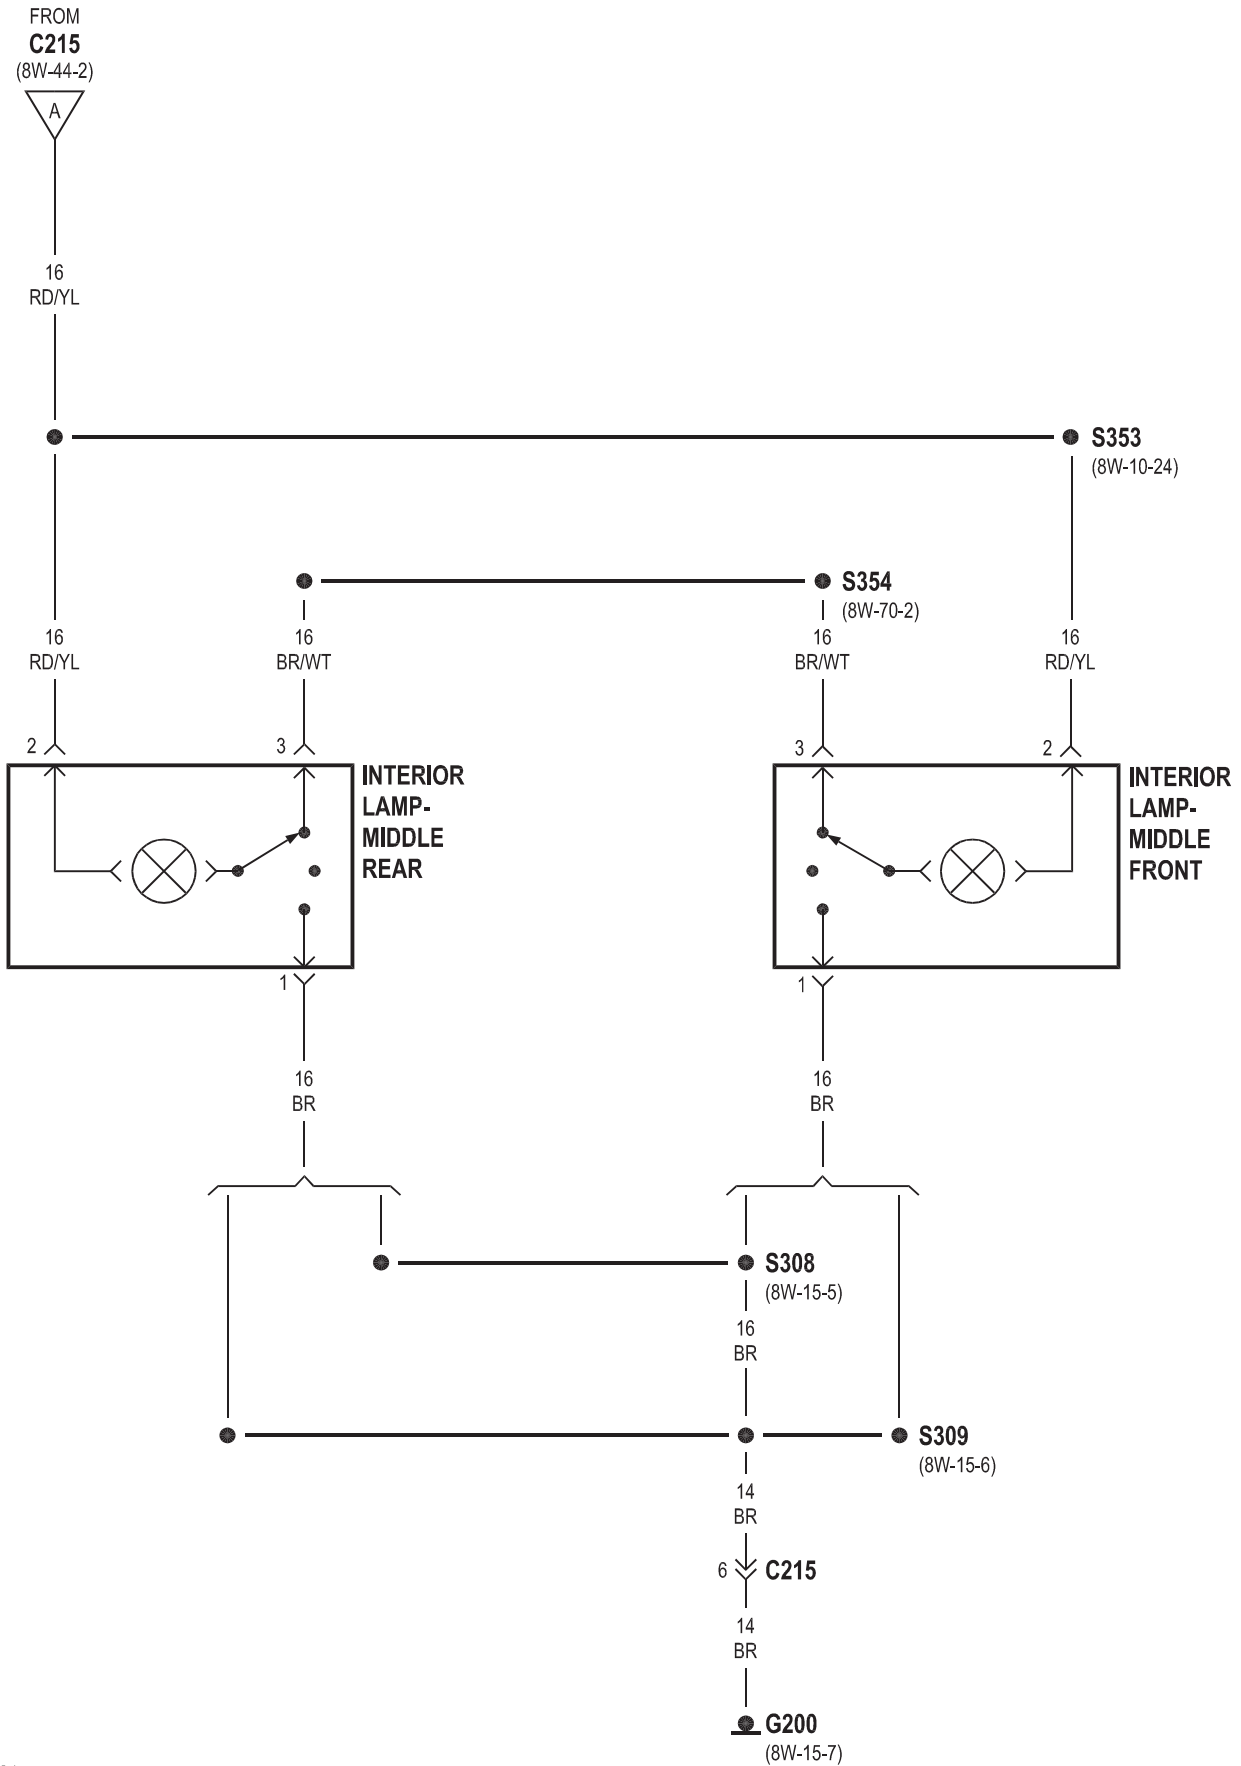 FROM
C215
(8W-44-2)
A
16
RD/YL
S353
(8W-10-24)
S354
(8W-70-2)
16
RD/YL
16
BR/WT
16
BR/WT
16
RD/YL
2
3
3
2
INTERIOR
LAMP-
MIDDLE
REAR
INTERIOR
LAMP-
MIDDLE
FRONT
1
1
16
BR
16
BR
S308
(8W-15-5)
16
BR
S309
(8W-15-6)
14
BR
6
C215
14
BR
G200
(8W-15-7)